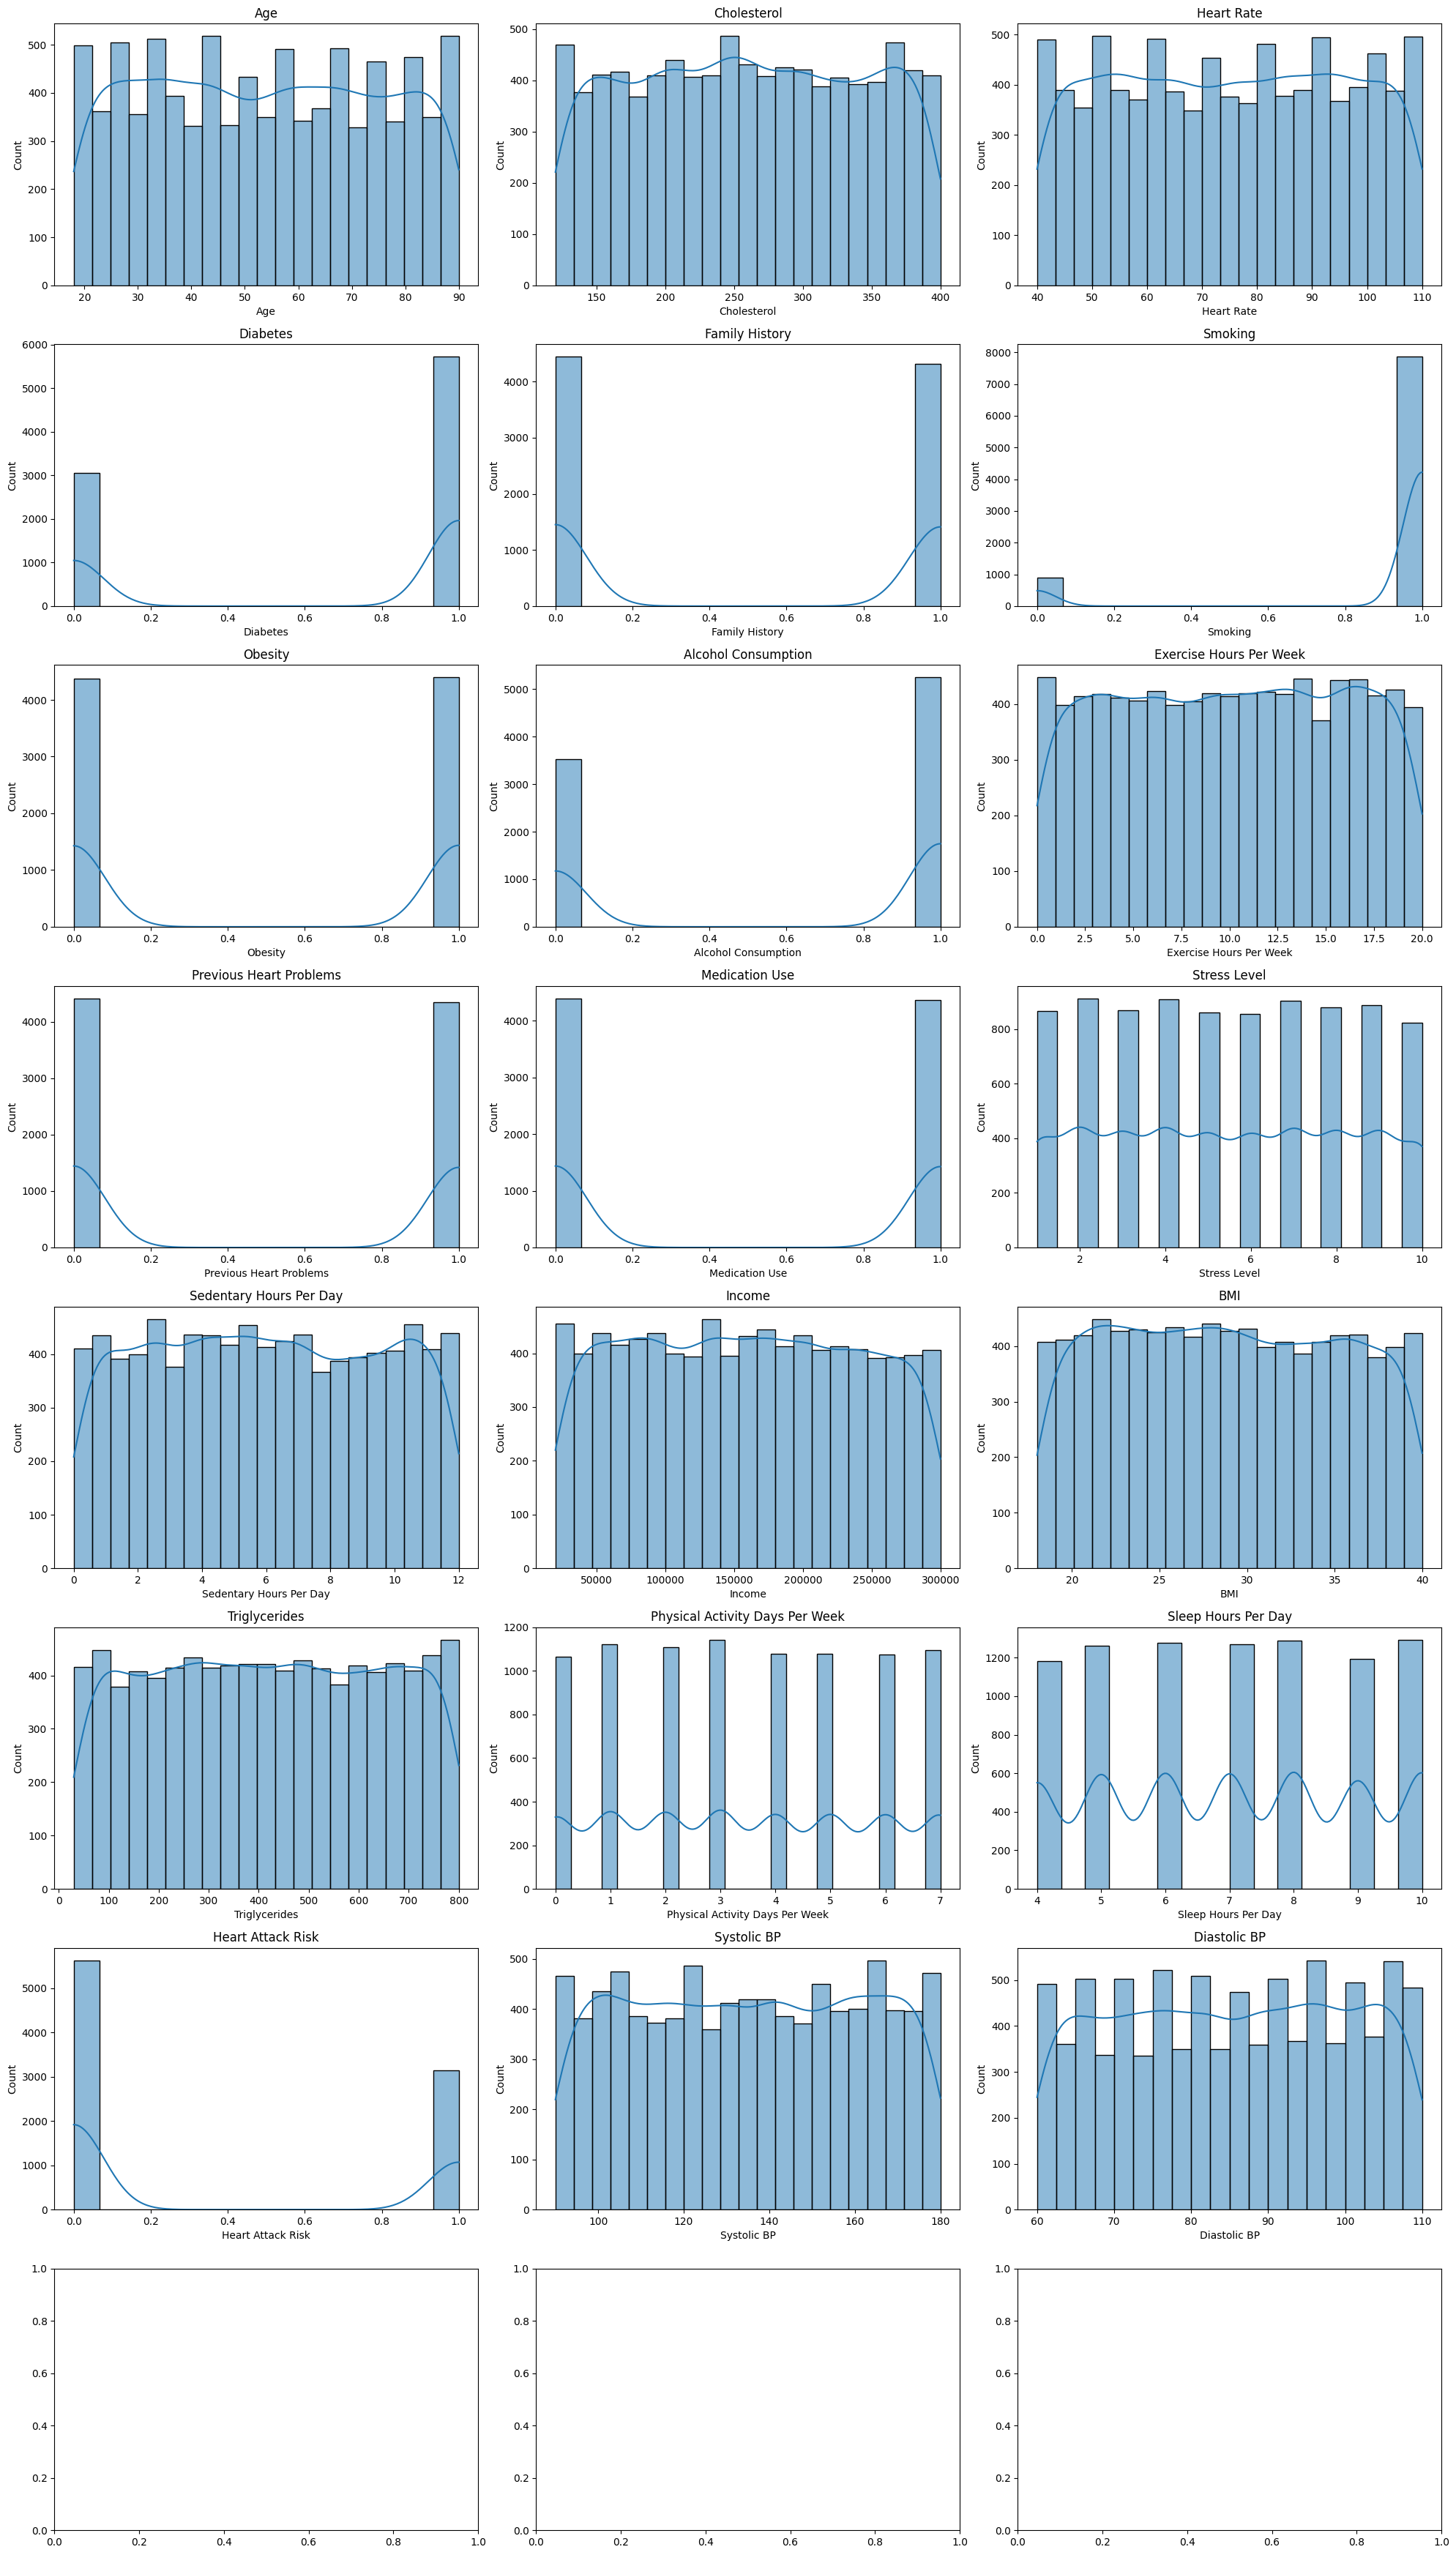 Age Cholesterol Heart Rate
500 500 500
400 400 400
300 300 300
200 200 200
100 100 100
0 0 0
Count Count Count
20 30 40 50 60 70 80 90 150 200 250 300 350 400 40 50 60 70 80 90 100 110
Age Cholesterol Heart Rate
Diabetes Family History Smoking
6000 8000
5000 4000 7000
4000 3000 6000
3000 2000 5000
2000 1000 4000
1000 0 3000
0 2000
1000
0
Count Count Count
0.0 0.2 0.4 0.6 0.8 1.0 0.0 0.2 0.4 0.6 0.8 1.0 0.0 0.2 0.4 0.6 0.8 1.0
Diabetes Family History Smoking
Obesity Alcohol Consumption Exercise Hours Per Week
4000 5000 400
3000 4000 300
2000 3000 200
1000 2000 100
0 1000 0
0
Count Count Count
0.0 0.2 0.4 0.6 0.8 1.0 0.0 0.2 0.4 0.6 0.8 1.0 0.0 2.5 5.0 7.5 10.0 12.5 15.0 17.5 20.0
Obesity Alcohol Consumption Exercise Hours Per Week
Previous Heart Problems Medication Use Stress Level
4000 4000 800
3000 3000 600
2000 2000 400
1000 1000 200
0 0 0
Count Count Count
0.0 0.2 0.4 0.6 0.8 1.0 0.0 0.2 0.4 0.6 0.8 1.0 2 4 6 8 10
Previous Heart Problems Medication Use Stress Level
Sedentary Hours Per Day Income BMI
400 400 400
300 300 300
200 200 200
100 100 100
0 0 0
Count Count Count
0 2 4 6 8 10 12 50000 100000 150000 200000 250000 300000 20 25 30 35 40
Sedentary Hours Per Day Income BMI
Triglycerides Physical Activity Days Per Week Sleep Hours Per Day
400 1200 1200
300 1000 1000
200 800 800
100 600 600
0 400 400
200 200
0 0
Count Count Count
0 100 200 300 400 500 600 700 800 0 1 2 3 4 5 6 7 4 5 6 7 8 9 10
Triglycerides Physical Activity Days Per Week Sleep Hours Per Day
Heart Attack Risk Systolic BP Diastolic BP
5000 500 500
4000 400 400
3000 300 300
2000 200 200
1000 100 100
0 0 0
Count Count Count
0.0 0.2 0.4 0.6 0.8 1.0 100 120 140 160 180 60 70 80 90 100 110
Heart Attack Risk Systolic BP Diastolic BP
1.0 1.0 1.0
0.8 0.8 0.8
0.6 0.6 0.6
0.4 0.4 0.4
0.2 0.2 0.2
0.0 0.0 0.0
0.0 0.2 0.4 0.6 0.8 1.0 0.0 0.2 0.4 0.6 0.8 1.0 0.0 0.2 0.4 0.6 0.8 1.0